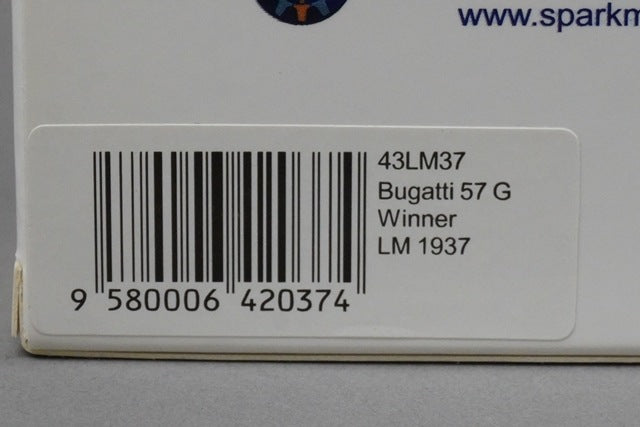 www.sparkm
43LM37
Bugatti 57 G
Winner
LM 1937
9 580006 420374